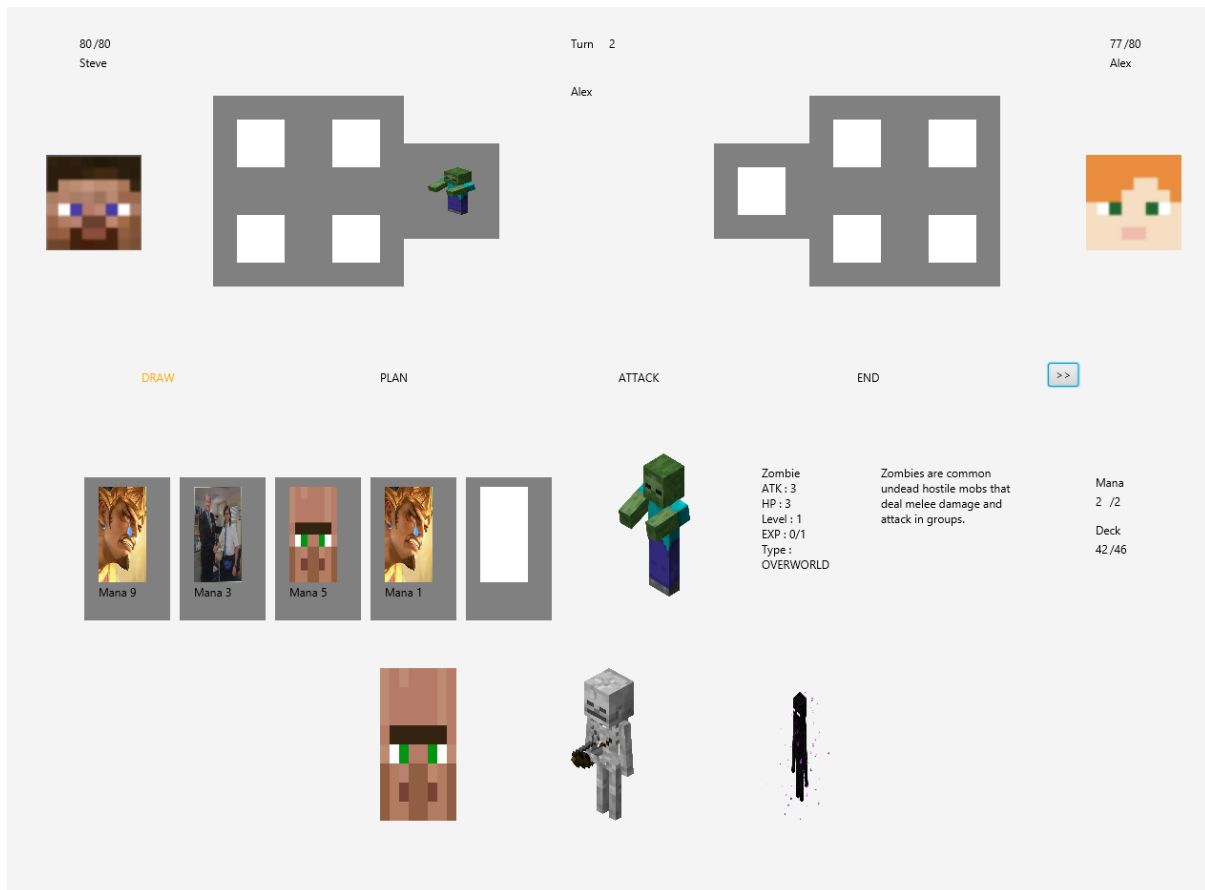 80 /80
Steve
Turn 2
77 /80
Alex
Alex
DRAW
PLAN
ATTACK
END
>>
Mana 9
Mana 3
Mana 5
Mana 1
Zombie
ATK : 3
HP : 3
Level : 1
EXP : 0/1
Type :
OVERWORLD
Zombies are common
undead hostile mobs that
deal melee damage and
attack in groups.
Mana
2 /2
Deck
42 /46